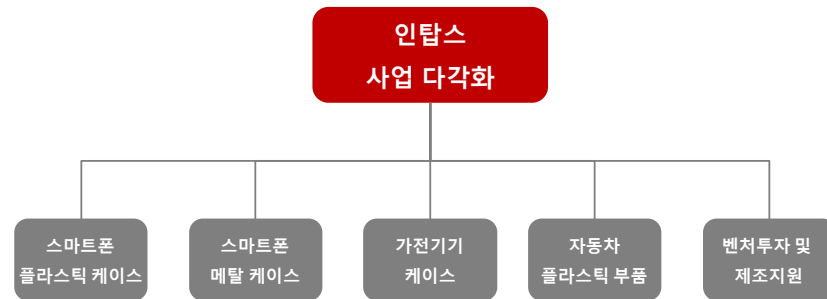 인탑스
사업 다각화
스마트폰
플라스틱 케이스
스마트폰
메탈 케이스
가전기기
케이스
자동차
플라스틱 부품
벤처투자 및
제조지원